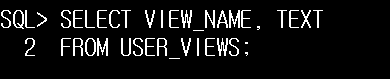 SQL> SELECT VIEW_NAME, TEXT
2 FROM USER_VIEWS;